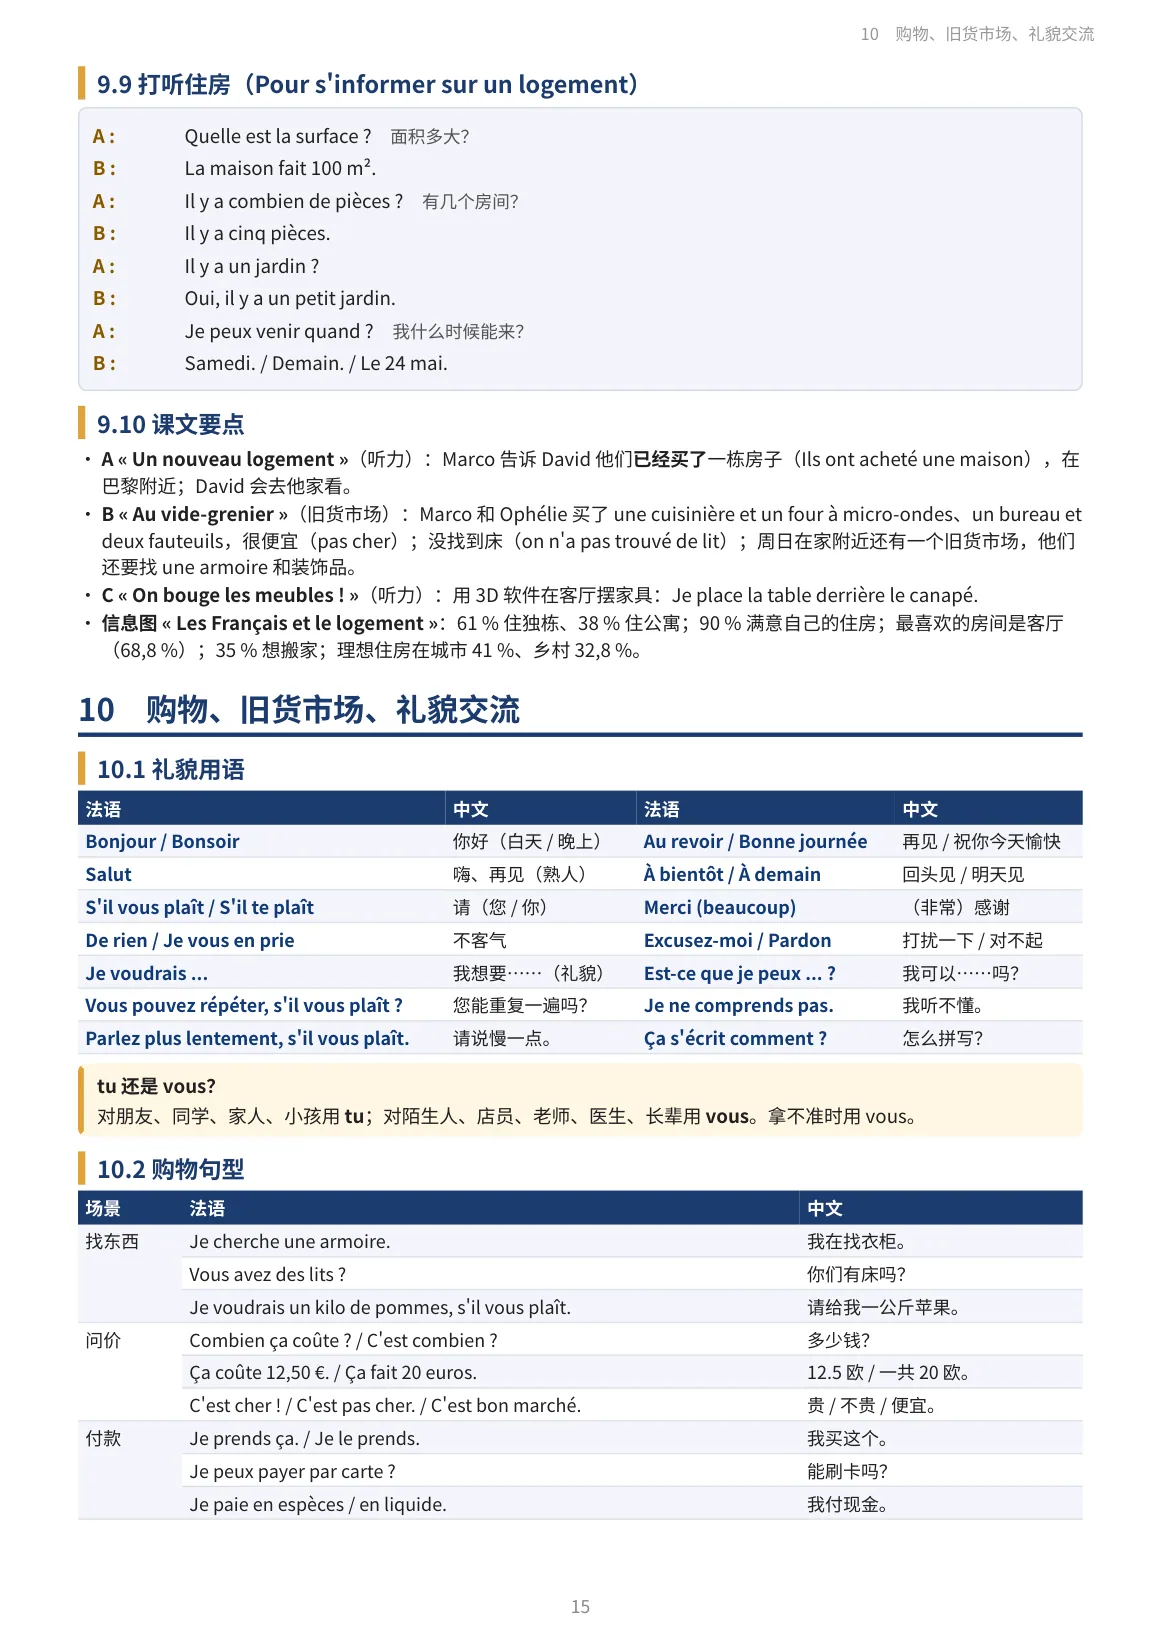 10 购物、旧货市场、礼貌交流
9.9 打听住房（Pour s'informer sur un logement）
A : Quelle est la surface ? 面积多大？
B : La maison fait 100 m².
A : Il y a combien de pièces ? 有几个房间？
B : Il y a cinq pièces.
A : Il y a un jardin ?
B : Oui, il y a un petit jardin.
A : Je peux venir quand ? 我什么时候能来？
B : Samedi. / Demain. / Le 24 mai.
9.10 课文要点
• A « Un nouveau logement »（听力）：Marco 告诉 David 他们已经买了一栋房子（Ils ont acheté une maison），在
巴黎附近；David 会去他家看。
• B « Au vide-grenier »（旧货市场）：Marco 和 Ophélie 买了 une cuisinière et un four à micro-ondes、un bureau et
deux fauteuils，很便宜（pas cher）；没找到床（on n'a pas trouvé de lit）；周日在家附近还有一个旧货市场，他们
还要找 une armoire 和装饰品。
• C « On bouge les meubles ! »（听力）：用 3D 软件在客厅摆家具：Je place la table derrière le canapé.
• 信息图 « Les Français et le logement »：61 % 住独栋、38 % 住公寓；90 % 满意自己的住房；最喜欢的房间是客厅
（68,8 %）；35 % 想搬家；理想住房在城市 41 %、乡村 32,8 %。
10 购物、旧货市场、礼貌交流
10.1 礼貌用语
法语 中文 法语 中文
Bonjour / Bonsoir 你好（白天 / 晚上） Au revoir / Bonne journée 再见 / 祝你今天愉快
Salut 嗨、再见（熟人） À bientôt / À demain 回头见 / 明天见
S'il vous plaît / S'il te plaît 请（您 / 你） Merci (beaucoup) （非常）感谢
De rien / Je vous en prie 不客气 Excusez-moi / Pardon 打扰一下 / 对不起
Je voudrais ... 我想要……（礼貌） Est-ce que je peux ... ? 我可以……吗？
Vous pouvez répéter, s'il vous plaît ? 您能重复一遍吗？ Je ne comprends pas. 我听不懂。
Parlez plus lentement, s'il vous plaît. 请说慢一点。 Ça s'écrit comment ? 怎么拼写？
tu 还是 vous？
对朋友、同学、家人、小孩用 tu；对陌生人、店员、老师、医生、长辈用 vous。拿不准时用 vous。
10.2 购物句型
场景 法语 中文
找东西 Je cherche une armoire. 我在找衣柜。
Vous avez des lits ? 你们有床吗？
Je voudrais un kilo de pommes, s'il vous plaît. 请给我一公斤苹果。
问价 Combien ça coûte ? / C'est combien ? 多少钱？
Ça coûte 12,50 €. / Ça fait 20 euros. 12.5 欧 / 一共 20 欧。
C'est cher ! / C'est pas cher. / C'est bon marché. 贵 / 不贵 / 便宜。
付款 Je prends ça. / Je le prends. 我买这个。
Je peux payer par carte ? 能刷卡吗？
Je paie en espèces / en liquide. 我付现金。
15